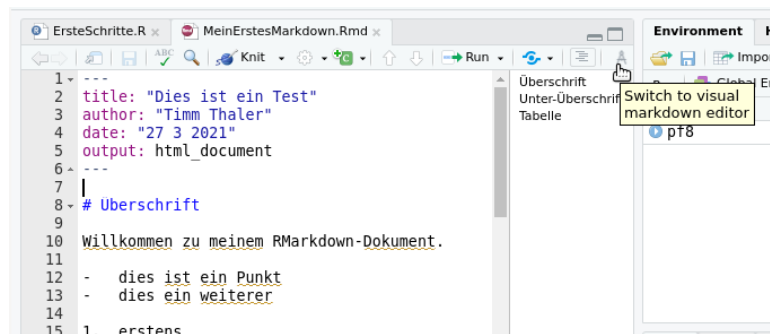 ErsteSchritte.R MeinErstesMarkdown.Rmd Environment
ABC Knit Run Impor
1 ---
2 title: "Dies ist ein Test"
3 author: "Timm Thaler"
4 date: "27 3 2021"
5 output: html_document
6 ---
7
8 # Überschrift
9
10 Willkommen zu meinem RMarkdown-Dokument.
11
12 - dies ist ein Punkt
13 - dies ein weiterer
14
15 1. erstens
Überschrift
Unter-Überschrif
Tabelle
Switch to visual
markdown editor
Global E
pf8